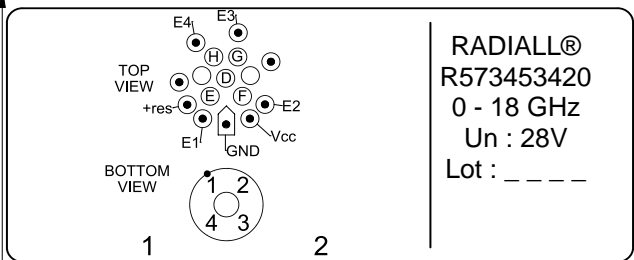 E4 E3
H G
TOP VIEW
D
+res E F E2
E1 GND Vcc
BOTTOM VIEW
1 2
4 3
1 2
RADIALL®
R573453420
0 - 18 GHz
Un : 28V
Lot : _ _ _ _